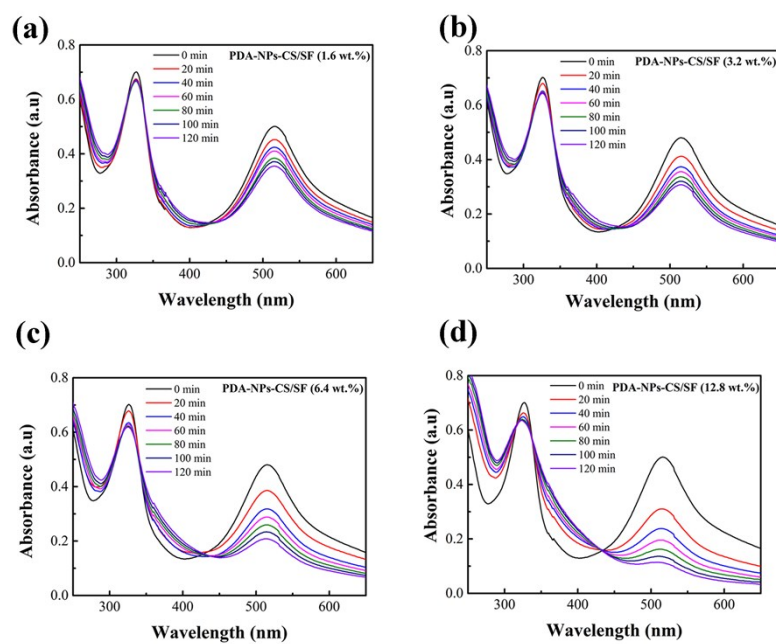 (a)
0.8
0.6
0.4
0.2
0.0
Absorbance (a.u)
0 min
20 min
40 min
60 min
80 min
100 min
120 min
PDA-NPs-CS/SF (1.6 wt.%)
300 400 500 600
Wavelength (nm)
(b)
0.8
0.6
0.4
0.2
0.0
Absorbance (a.u)
0 min
20 min
40 min
60 min
80 min
100 min
120 min
PDA-NPs-CS/SF (3.2 wt.%)
300 400 500 600
Wavelength (nm)
(c)
0.8
0.6
0.4
0.2
0.0
Absorbance (a.u)
0 min
20 min
40 min
60 min
80 min
100 min
120 min
PDA-NPs-CS/SF (6.4 wt.%)
300 400 500 600
Wavelength (nm)
(d)
0.8
0.6
0.4
0.2
0.0
Absorbance (a.u)
0 min
20 min
40 min
60 min
80 min
100 min
120 min
PDA-NPs-CS/SF (12.8 wt.%)
300 400 500 600
Wavelength (nm)